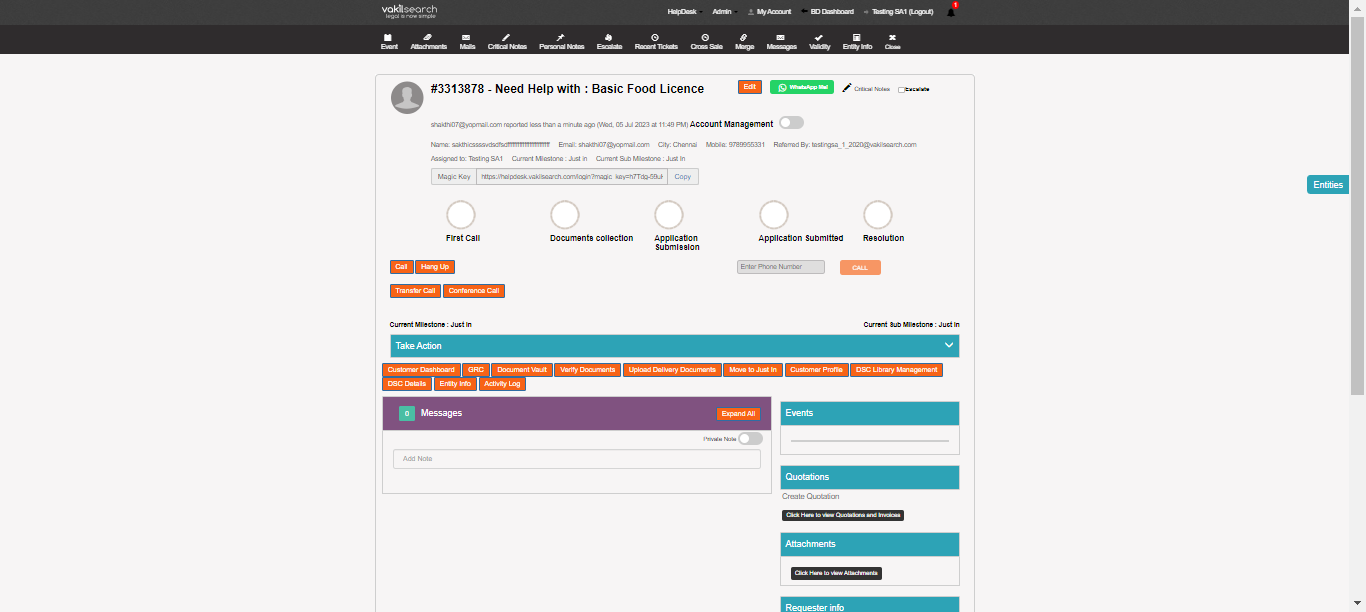 vakilsearch
legal is now simple
HelpDesk Admin My Account BD Dashboard Testing SA1 (Logout) 1
Event Attachments Mails Critical Notes Personal Notes Escalate Recent Tickets Cross Sale Merge Messages Validity Entity Info Close
#3313878 - Need Help with : Basic Food Licence Edit WhatsApp Me! Critical Notes Escalate
shakthi07@yopmail.com reported less than a minute ago (Wed, 05 Jul 2023 at 11:49 PM) Account Management
Email: shakthi07@yopmail.com City: Chennai Mobile: 9789955331 Referred By: testingsa_1_2020@vakilsearch.com
Assigned to: Testing SA1 Current Milestone : Just in Current Sub Milestone : Just In
Magic Key https://helpdesk.vakilsearch.com/login?magic_key=h7Tdg-59uH Copy
Entities
First Call Documents collection Application Submission Application Submitted Resolution
Call Hang Up Enter Phone Number CALL
Transfer Call Conference Call
Current Milestone : Just In Current Sub Milestone : Just In
Take Action
Customer Dashboard GRC Document Vault Verify Documents Upload Delivery Documents Move to Just In Customer Profile DSC Library Management
DSC Details Entity Info Activity Log
0 Messages Expand All
Private Note
Add Note
Events
Quotations
Create Quotation
Click Here to view Quotations and Invoices
Attachments
Click Here to view Attachments
Requester info